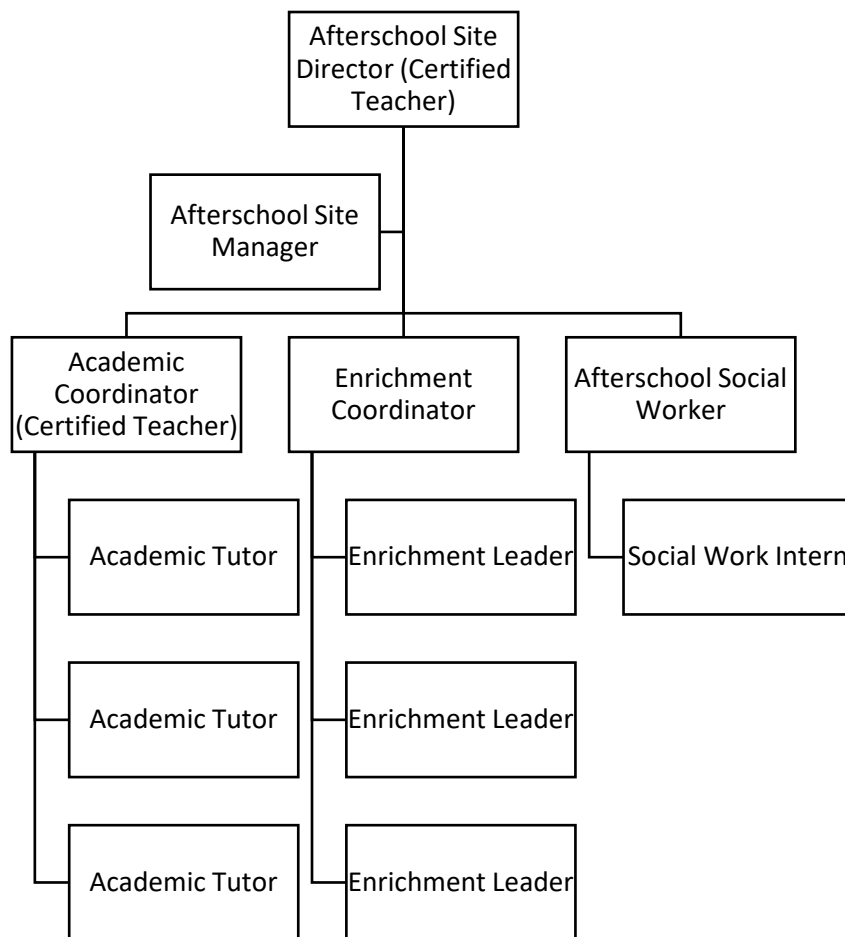 Afterschool Site
Director (Certified
Teacher)
Afterschool Site
Manager
Academic
Coordinator
(Certified Teacher)
Enrichment
Coordinator
Afterschool Social
Worker
Academic Tutor
Enrichment Leader
Social Work Intern
Academic Tutor
Enrichment Leader
Academic Tutor
Enrichment Leader